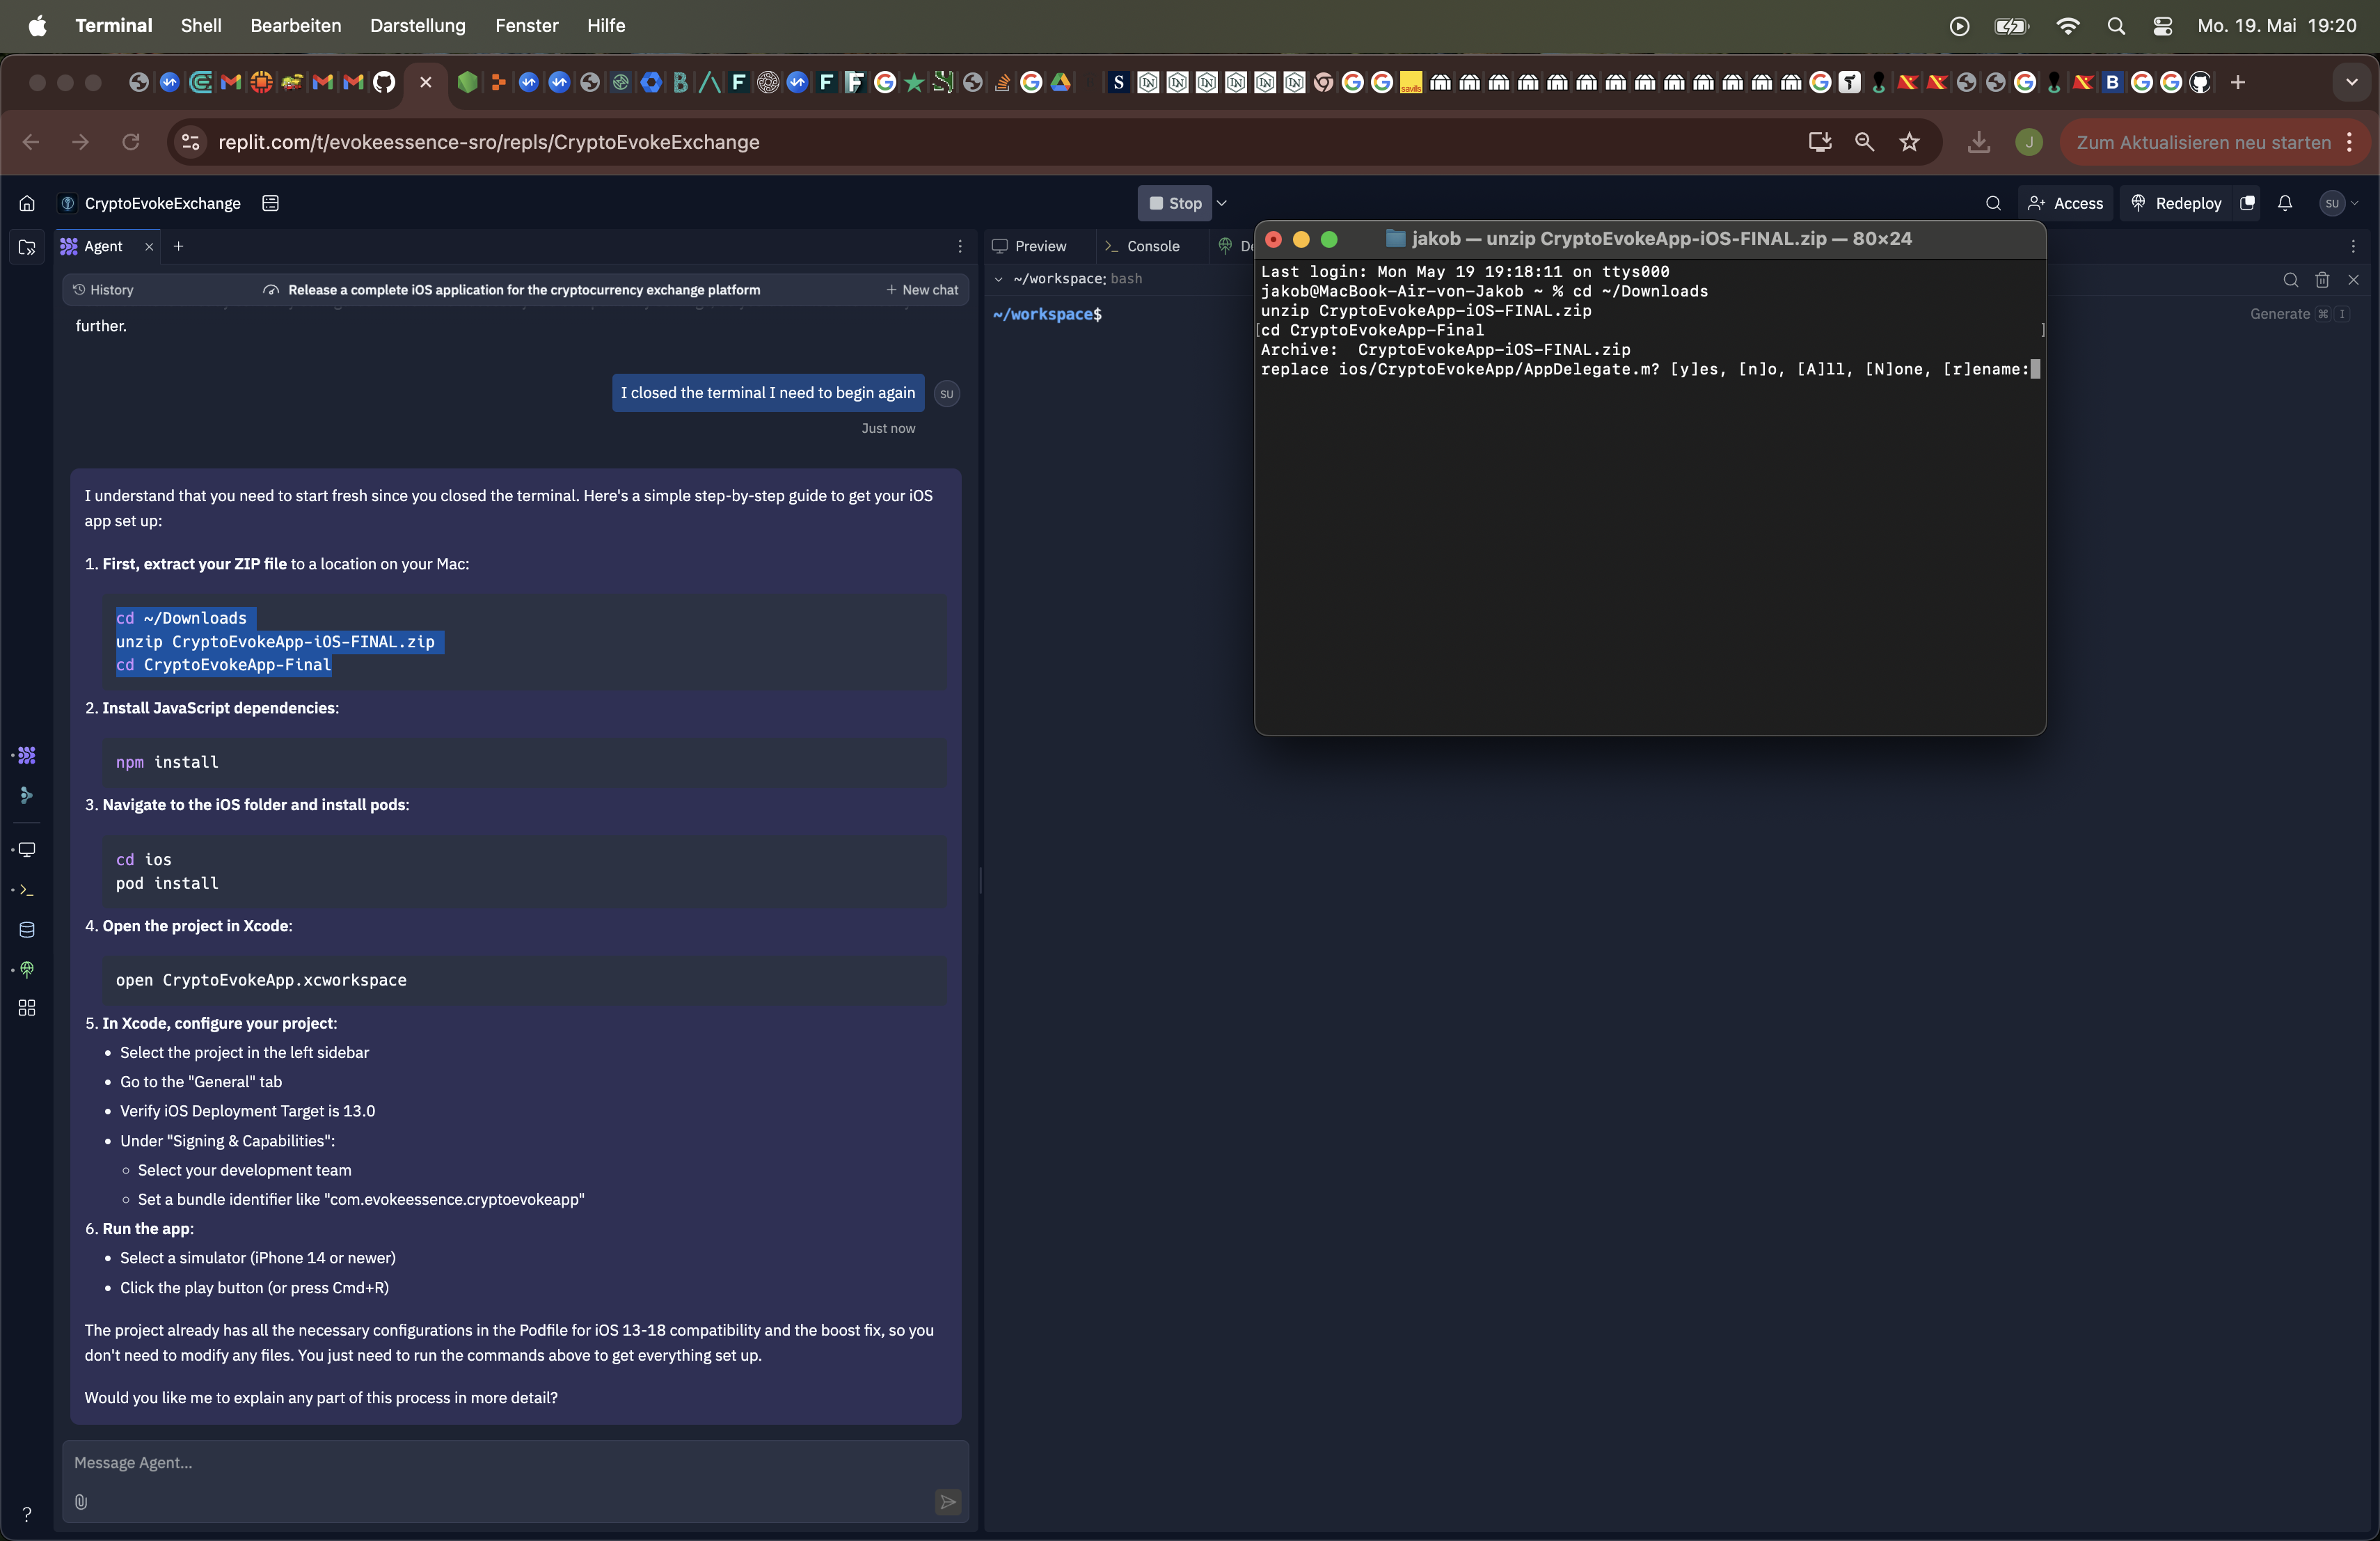 Terminal Shell Bearbeiten Darstellung Fenster Hilfe Mo. 19. Mai 19:20
replit.com/t/evokeessence-sro/repls/CryptoEvokeExchange J Zum Aktualisieren neu starten
CryptoEvokeExchange Stop Access Redeploy SU
Agent
History Release a complete iOS application for the cryptocurrency exchange platform New chat
further.
I closed the terminal I need to begin again SU
Just now
I understand that you need to start fresh since you closed the terminal. Here's a simple step-by-step guide to get your iOS
app set up:
1. First, extract your ZIP file to a location on your Mac:
cd ~/Downloads
unzip CryptoEvokeApp-iOS-FINAL.zip
cd CryptoEvokeApp-Final
2. Install JavaScript dependencies:
npm install
3. Navigate to the iOS folder and install pods:
cd ios
pod install
4. Open the project in Xcode:
open CryptoEvokeApp.xcworkspace
5. In Xcode, configure your project:
• Select the project in the left sidebar
• Go to the "General" tab
• Verify iOS Deployment Target is 13.0
• Under "Signing & Capabilities":
◦ Select your development team
◦ Set a bundle identifier like "com.evokeessence.cryptoevokeapp"
6. Run the app:
• Select a simulator (iPhone 14 or newer)
• Click the play button (or press Cmd+R)
The project already has all the necessary configurations in the Podfile for iOS 13-18 compatibility and the boost fix, so you
don't need to modify any files. You just need to run the commands above to get everything set up.
Would you like me to explain any part of this process in more detail?
Message Agent...
Preview Console De
~/workspace: bash
~/workspace$
Generate ⌘ I
jakob — unzip CryptoEvokeApp-iOS-FINAL.zip — 80×24
Last login: Mon May 19 19:18:11 on ttys000
jakob@MacBook-Air-von-Jakob ~ % cd ~/Downloads
unzip CryptoEvokeApp-iOS-FINAL.zip
[cd CryptoEvokeApp-Final ]
Archive: CryptoEvokeApp-iOS-FINAL.zip
replace ios/CryptoEvokeApp/AppDelegate.m? [y]es, [n]o, [A]ll, [N]one, [r]ename: